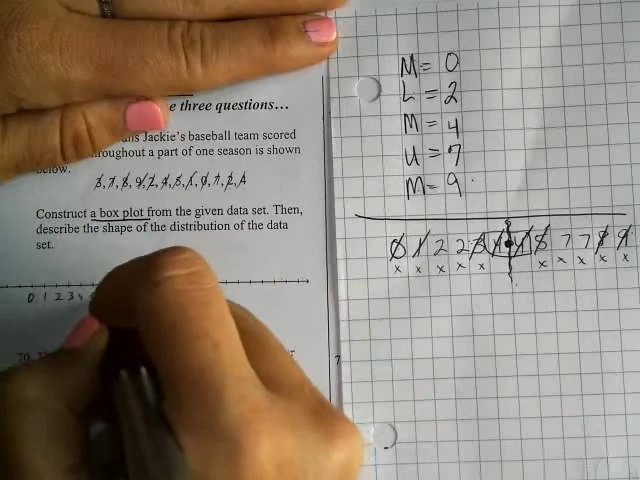 e three questions...
Jackie's baseball team scored
throughout a part of one season is shown
below.
Construct a box plot from the given data set. Then,
describe the shape of the distribution of the data
set.
0 1 2 3 4
M = 0
L = 2
M = 4
U = 7
M = 9
0 1 2 2 3 4 4 5 7 7 8 9
x x x x x x x x x x